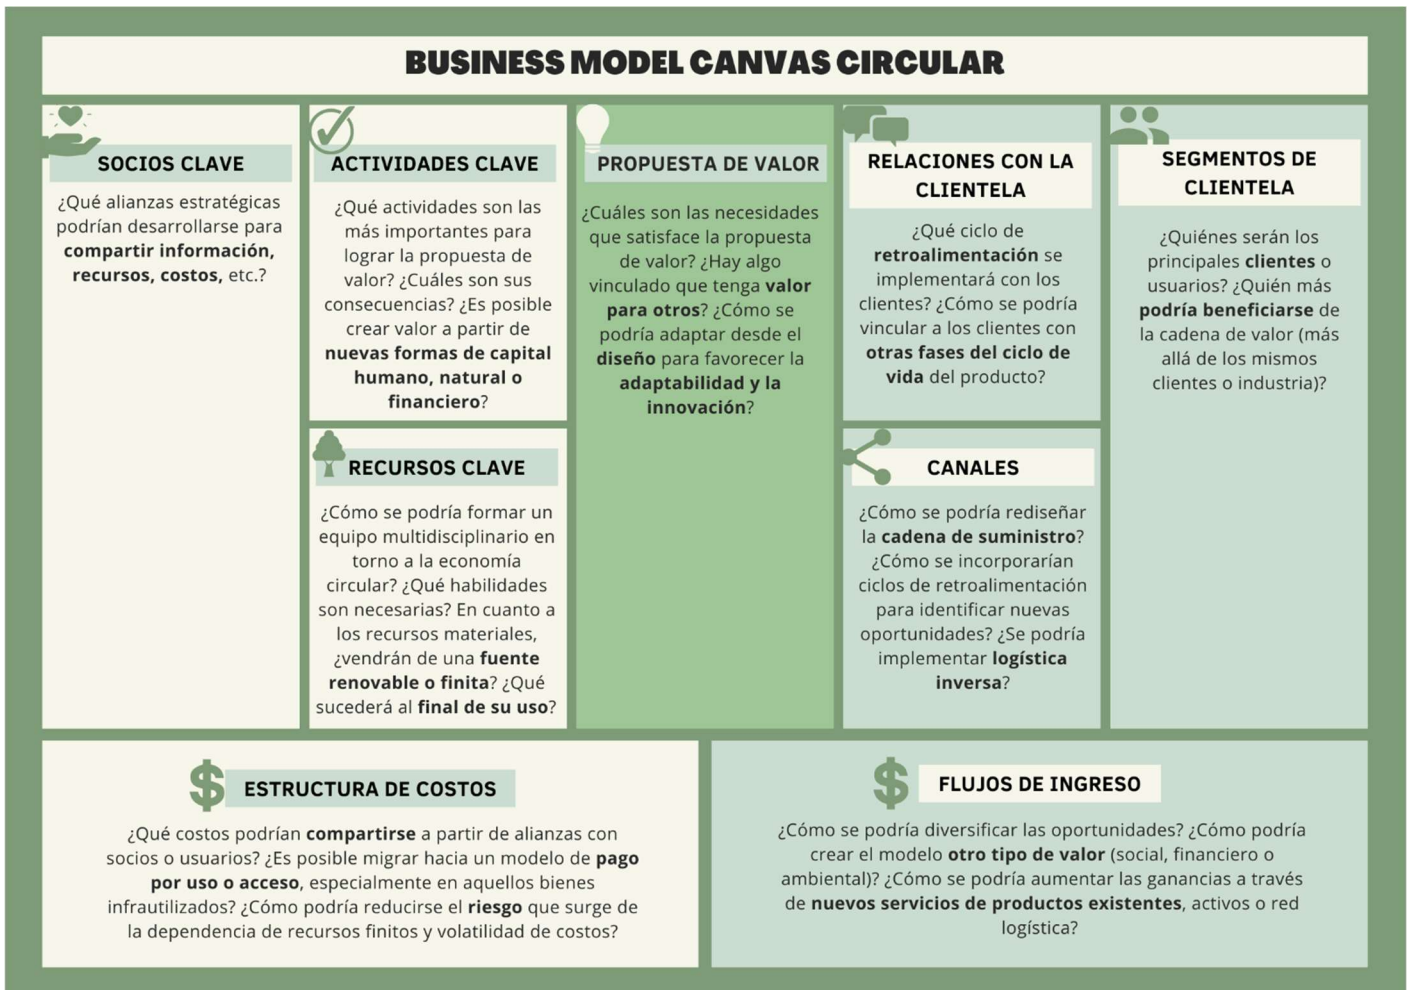 BUSINESS MODEL CANVAS CIRCULAR
SOCIOS CLAVE
¿Qué alianzas estratégicas
podrían desarrollarse para
compartir información,
recursos, costos, etc.?
ACTIVIDADES CLAVE
¿Qué actividades son las
más importantes para
lograr la propuesta de
valor? ¿Cuáles son sus
consecuencias? ¿Es posible
crear valor a partir de
nuevas formas de capital
humano, natural o
financiero?
RECURSOS CLAVE
¿Cómo se podría formar un
equipo multidisciplinario en
torno a la economía
circular? ¿Qué habilidades
son necesarias? En cuanto a
los recursos materiales,
¿vendrán de una fuente
renovable o finita? ¿Qué
sucederá al final de su uso?
PROPUESTA DE VALOR
¿Cuáles son las necesidades
que satisface la propuesta
de valor? ¿Hay algo
vinculado que tenga valor
para otros? ¿Cómo se
podría adaptar desde el
diseño para favorecer la
adaptabilidad y la
innovación?
RELACIONES CON LA
CLIENTELA
¿Qué ciclo de
retroalimentación se
implementará con los
clientes? ¿Cómo se podría
vincular a los clientes con
otras fases del ciclo de
vida del producto?
CANALES
¿Cómo se podría rediseñar
la cadena de suministro?
¿Cómo se incorporarían
ciclos de retroalimentación
para identificar nuevas
oportunidades? ¿Se podría
implementar logística
inversa?
SEGMENTOS DE
CLIENTELA
¿Quiénes serán los
principales clientes o
usuarios? ¿Quién más
podría beneficiarse de
la cadena de valor (más
allá de los mismos
clientes o industria)?
ESTRUCTURA DE COSTOS
¿Qué costos podrían compartirse a partir de alianzas con
socios o usuarios? ¿Es posible migrar hacia un modelo de pago
por uso o acceso, especialmente en aquellos bienes
infrautilizados? ¿Cómo podría reducirse el riesgo que surge de
la dependencia de recursos finitos y volatilidad de costos?
FLUJOS DE INGRESO
¿Cómo se podría diversificar las oportunidades? ¿Cómo podría
crear el modelo otro tipo de valor (social, financiero o
ambiental)? ¿Cómo se podría aumentar las ganancias a través
de nuevos servicios de productos existentes, activos o red
logística?